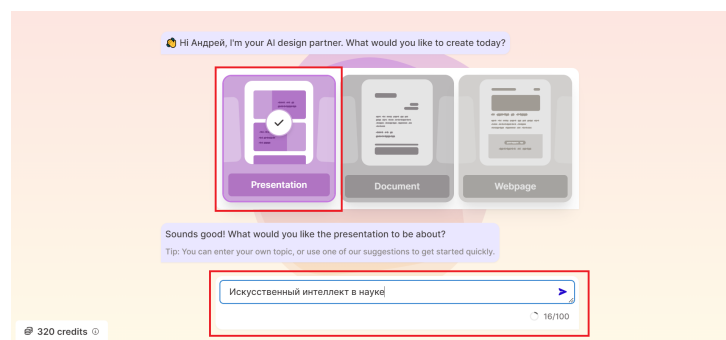 👋 Hi Андрей, I'm your AI design partner. What would you like to create today?
Presentation
Document
Webpage
Sounds good! What would you like the presentation to be about?
Tip: You can enter your own topic, or use one of our suggestions to get started quickly.
Искусственный интеллект в науке
16/100
320 credits